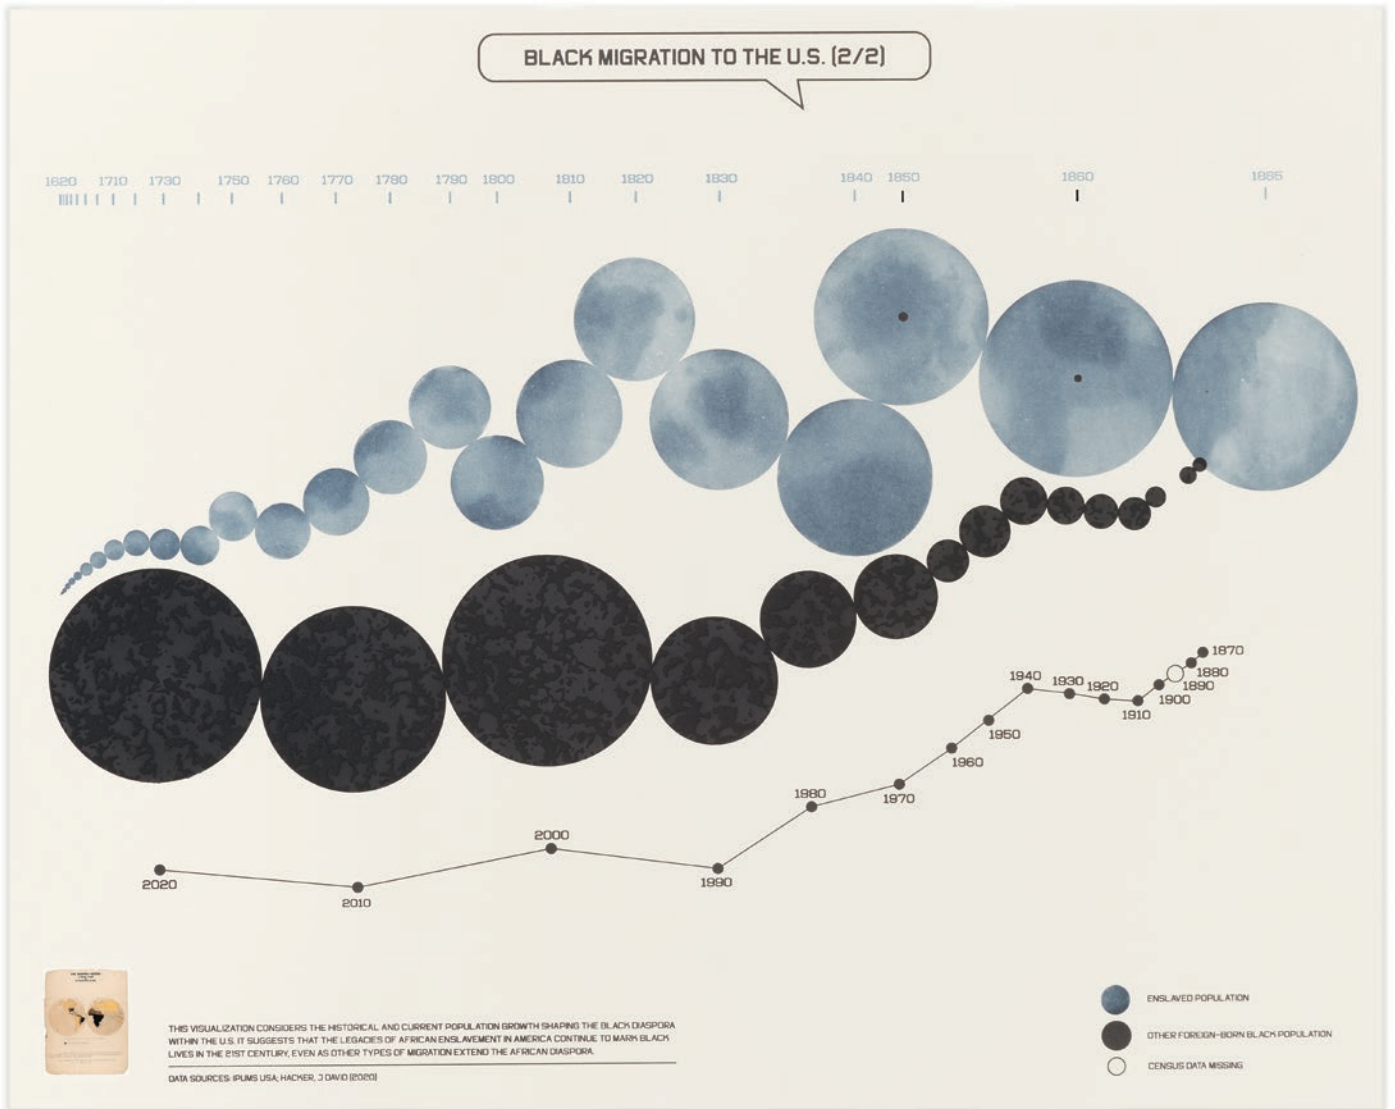 BLACK MIGRATION TO THE U.S. (2/2)
1620 1710 1730 1750 1760 1770 1780 1790 1800 1810 1820 1830 1840 1850 1860 1865
1870
1880
1890
1900
1910
1920
1930
1940
1950
1960
1970
1980
1990
2000
2010
2020
THIS VISUALIZATION CONSIDERS THE HISTORICAL AND CURRENT POPULATION GROWTH SHAPING THE BLACK DIASPORA
WITHIN THE U.S. IT SUGGESTS THAT THE LEGACIES OF AFRICAN ENSLAVEMENT IN AMERICA CONTINUE TO MARK BLACK
LIVES IN THE 21ST CENTURY, EVEN AS OTHER TYPES OF MIGRATION EXTEND THE AFRICAN DIASPORA.
DATA SOURCES: IPUMS USA; HACKER, J DAVID (2020)
ENSLAVED POPULATION
OTHER FOREIGN-BORN BLACK POPULATION
CENSUS DATA MISSING